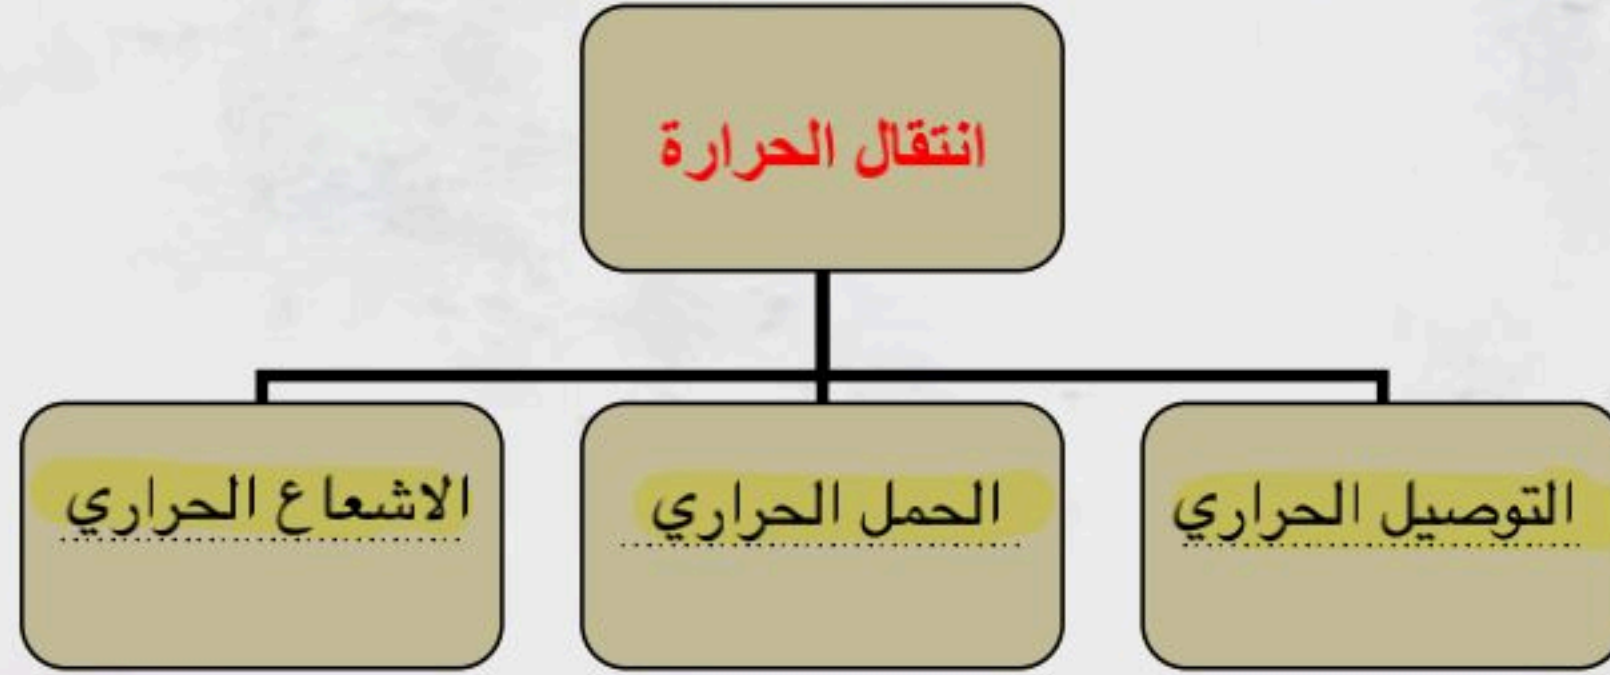 انتقال الحرارة
التوصيل الحراري
الحمل الحراري
الاشعاع الحراري